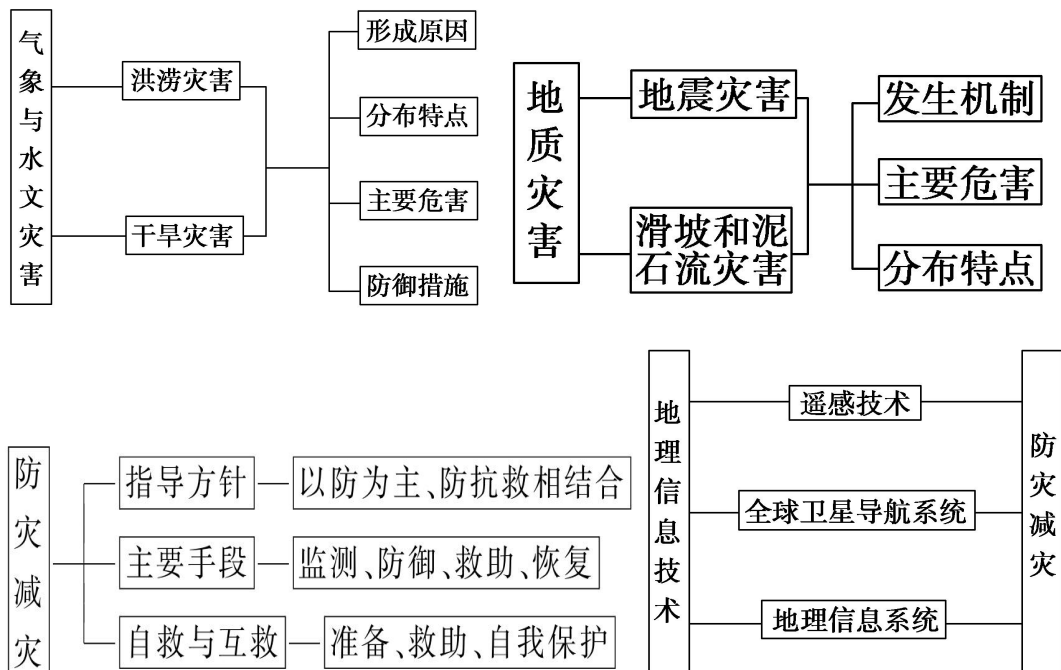 气象与水文灾害
洪涝灾害
干旱灾害
形成原因
分布特点
主要危害
防御措施
地质灾害
地震灾害
滑坡和泥
石流灾害
发生机制
主要危害
分布特点
防灾减灾
指导方针
以防为主、防抗救相结合
主要手段
监测、防御、救助、恢复
自救与互救
准备、救助、自我保护
地理信息技术
遥感技术
全球卫星导航系统
地理信息系统
防灾减灾